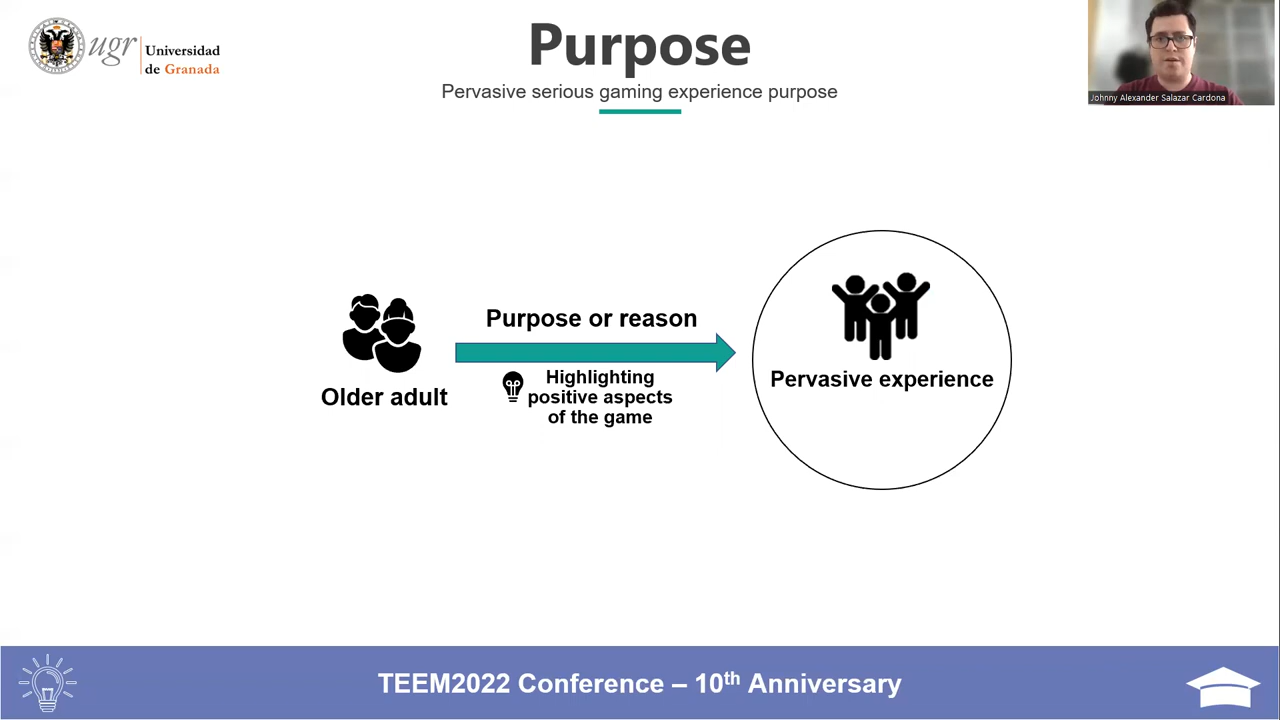 ugr
Universidad
de Granada
Purpose
Pervasive serious gaming experience purpose
Johnny Alexander Salazar Cardona
Purpose or reason
Highlighting
positive aspects
of the game
Older adult
Pervasive experience
TEEM2022 Conference – 10th Anniversary